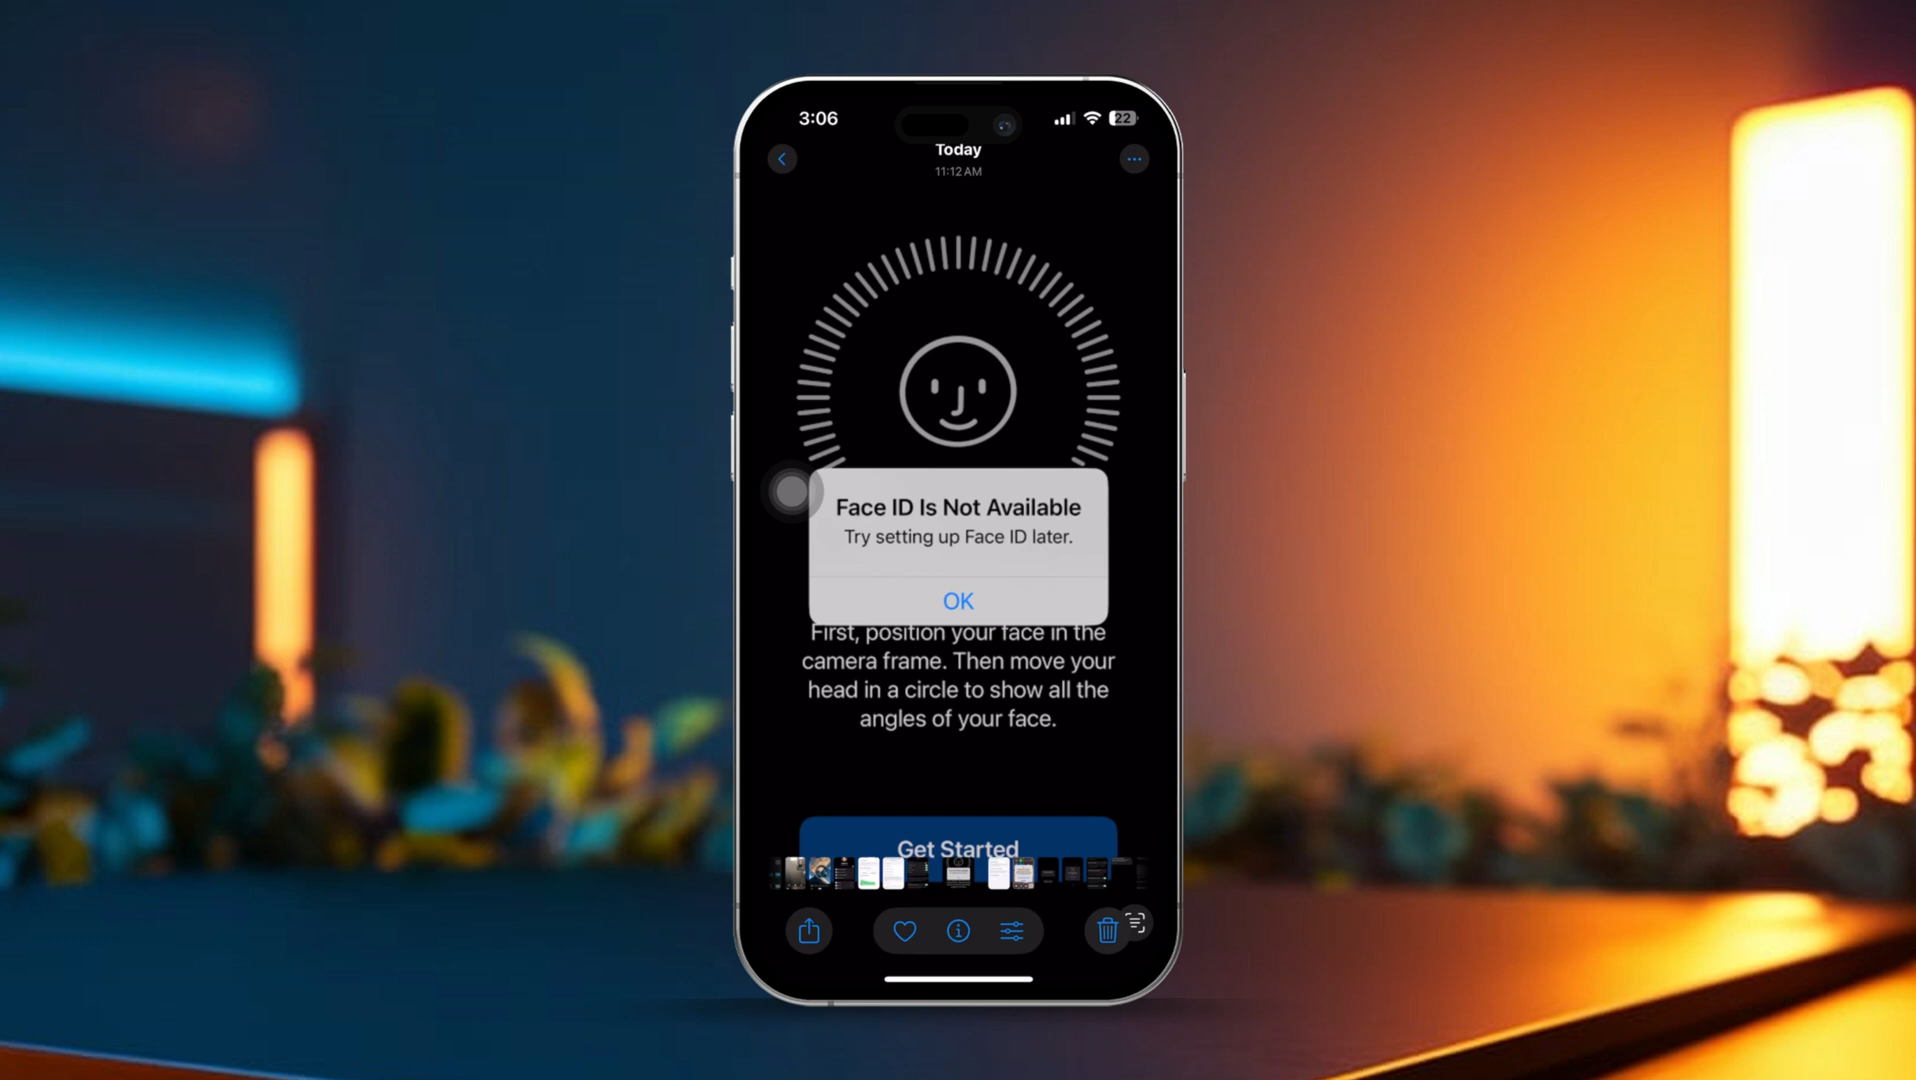 3:06
22
Today
11:12 AM
Face ID Is Not Available
Try setting up Face ID later.
OK
First, position your face in the
camera frame. Then move your
head in a circle to show all the
angles of your face.
Get Started